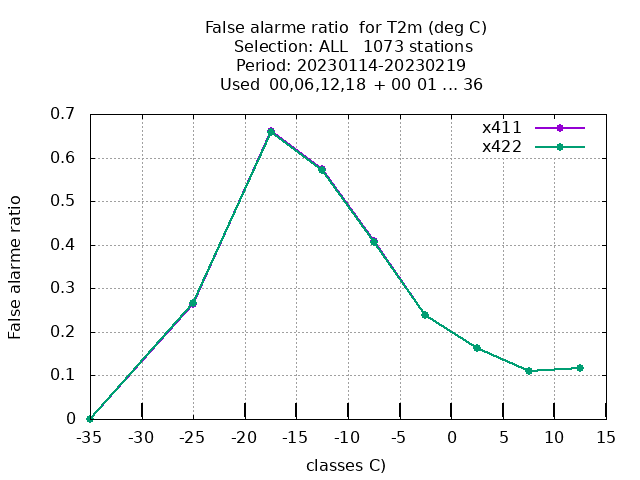 False alarme ratio  for T2m (deg C)
Selection: ALL   1073 stations
Period: 20230114-20230219
Used  00,06,12,18  + 00 01 ... 36
x411
x422
0.7
0.6
0.5
0.4
0.3
0.2
0.1
0
False alarme ratio
-35 -30 -25 -20 -15 -10 -5 0 5 10 15
classes C)